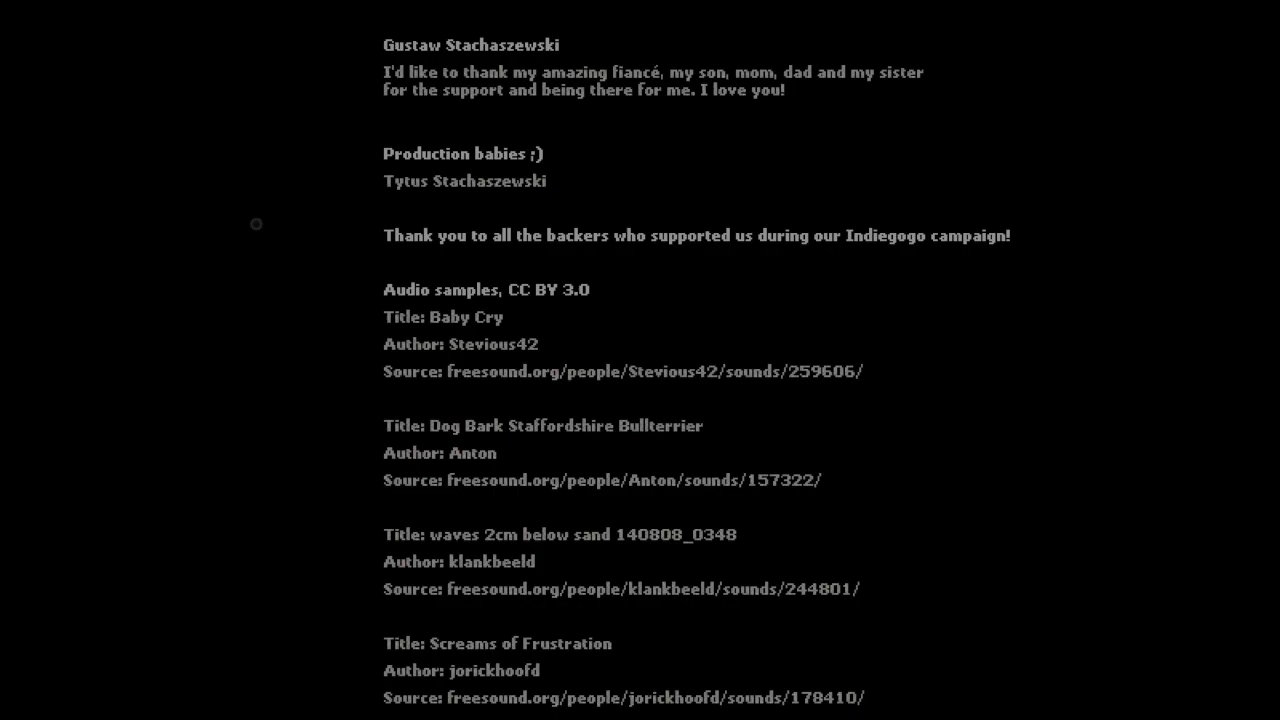 Gustaw Stachaszewski
I'd like to thank my amazing fiancé, my son, mom, dad and my sister
for the support and being there for me. I love you!
Production babies ;)
Tytus Stachaszewski
Thank you to all the backers who supported us during our Indiegogo campaign!
Audio samples, CC BY 3.0
Title: Baby Cry
Author: Stevious42
Source: freesound.org/people/Stevious42/sounds/259606/
Title: Dog Bark Staffordshire Bullterrier
Author: Anton
Source: freesound.org/people/Anton/sounds/157322/
Title: waves 2cm below sand 140808_0348
Author: klankbeeld
Source: freesound.org/people/klankbeeld/sounds/244801/
Title: Screams of Frustration
Author: jorickhoofd
Source: freesound.org/people/jorickhoofd/sounds/178410/